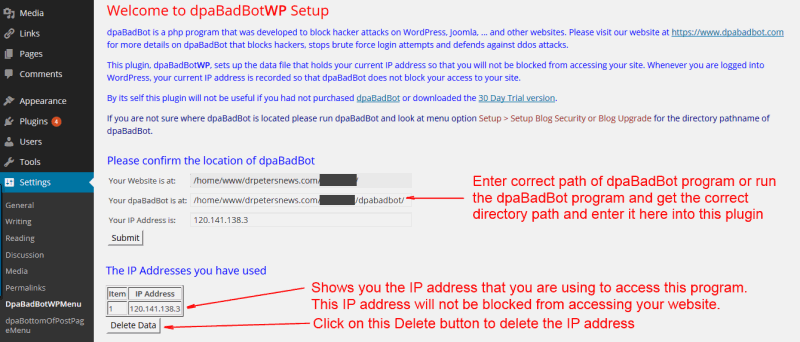 Media
Links
Pages
Comments
Appearance
Plugins 4
Users
Tools
Settings
General
Writing
Reading
Discussion
Media
Permalinks
DpaBadBotWPMenu
dpaBottomOfPostPag
eMenu
Welcome to dpaBadBotWP Setup
dpaBadBot is a php program that was developed to block hacker attacks on WordPress, Joomla, ... and other websites. Please visit our website at https://www.dpabadbot.com
for more details on dpaBadBot that blocks hackers, stops brute force login attempts and defends against ddos attacks.
This plugin, dpaBadBotWP, sets up the data file that holds your current IP address so that you will not be blocked from accessing your site. Whenever you are logged into
WordPress, your current IP address is recorded so that dpaBadBot does not block your access to your site.
By its self this plugin will not be useful if you had not purchased dpaBadBot or downloaded the 30 Day Trial version.
If you are not sure where dpaBadBot is located please run dpaBadBot and look at menu option Setup > Setup Blog Security or Blog Upgrade for the directory pathname of
dpaBadBot.
Please confirm the location of dpaBadBot
Your Website is at: /home/www/drpetersnews.com/ /
Your dpaBadBot is at: /home/www/drpetersnews.com/ /dpabadbot/
Your IP Address is: 120.141.138.3
Submit
Enter correct path of dpaBadBot program or run
the dpaBadBot program and get the correct
directory path and enter it here into this plugin
The IP Addresses you have used
Item IP Address
1 120.141.138.3
Delete Data
Shows you the IP address that you are using to access this program.
This IP address will not be blocked from accessing your website.
Click on this Delete button to delete the IP address